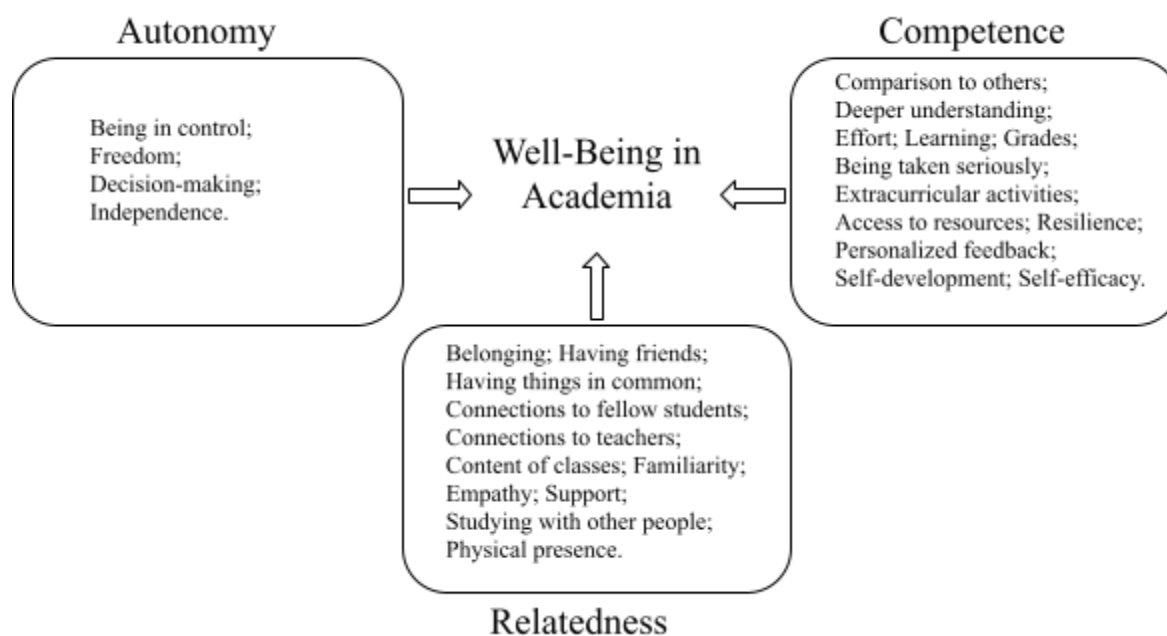 Autonomy
Being in control;
Freedom;
Decision-making;
Independence.
Well-Being in
Academia
Competence
Comparison to others;
Deeper understanding;
Effort; Learning; Grades;
Being taken seriously;
Extracurricular activities;
Access to resources; Resilience;
Personalized feedback;
Self-development; Self-efficacy.
Belonging; Having friends;
Having things in common;
Connections to fellow students;
Connections to teachers;
Content of classes; Familiarity;
Empathy; Support;
Studying with other people;
Physical presence.
Relatedness